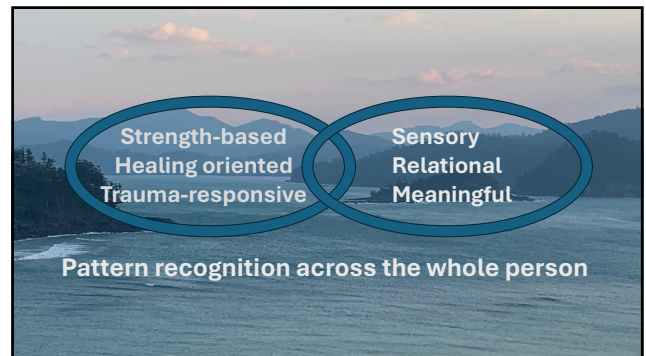 Strength-based
Healing oriented
Trauma-responsive
Sensory
Relational
Meaningful
Pattern recognition across the whole person